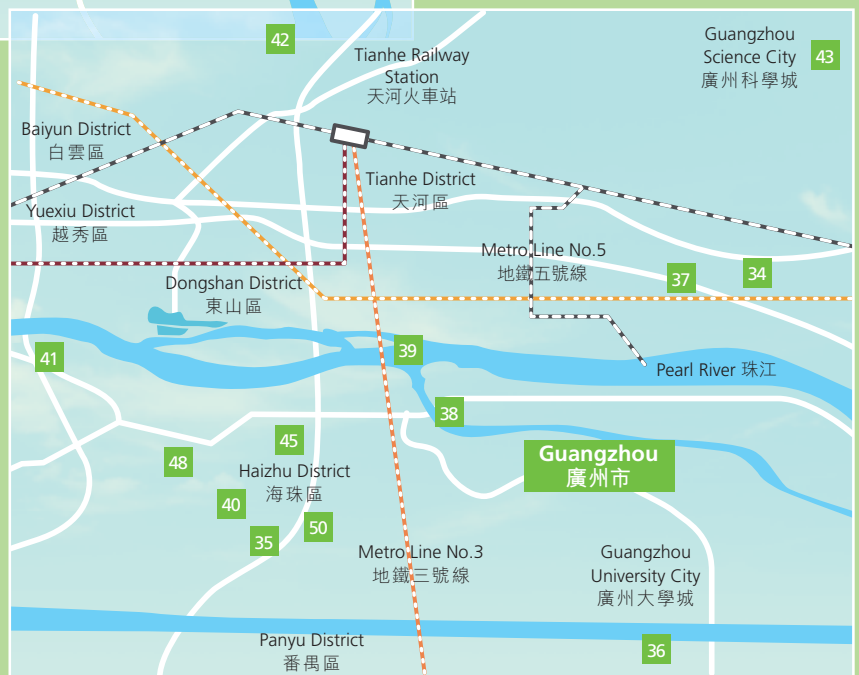 42
Tianhe Railway
Station
天河火車站
Guangzhou
Science City
廣州科學城
43
Baiyun District
白雲區
Tianhe District
天河區
Yuexiu District
越秀區
Metro Line No.5
地鐵五號線
37
34
Dongshan District
東山區
41
39
Pearl River 珠江
38
45
Guangzhou
廣州市
48
Haizhu District
海珠區
40
50
35
Metro Line No.3
地鐵三號線
Guangzhou
University City
廣州大學城
Panyu District
番禺區
36